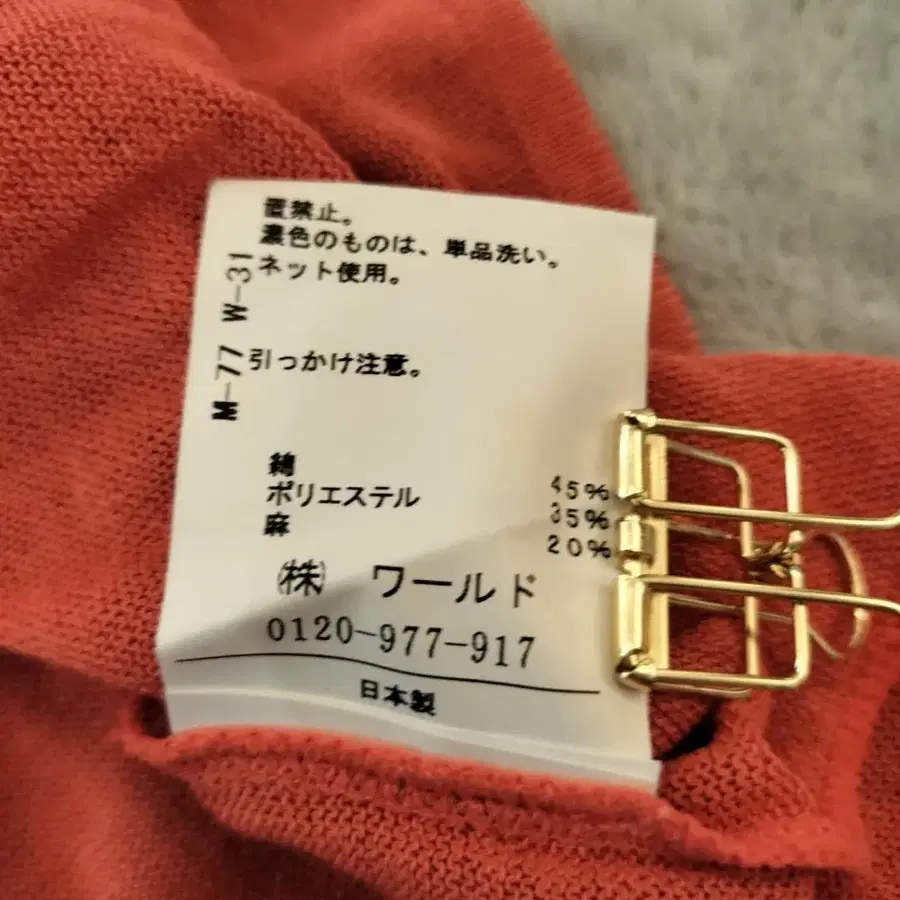 置禁止。
濃色のものは、単品洗い。
ネット使用。
引っかけ注意。
M-77 W-31
綿 45%
ポリエステル 35%
麻 20%
㈱ ワールド
0120-977-917
日本製